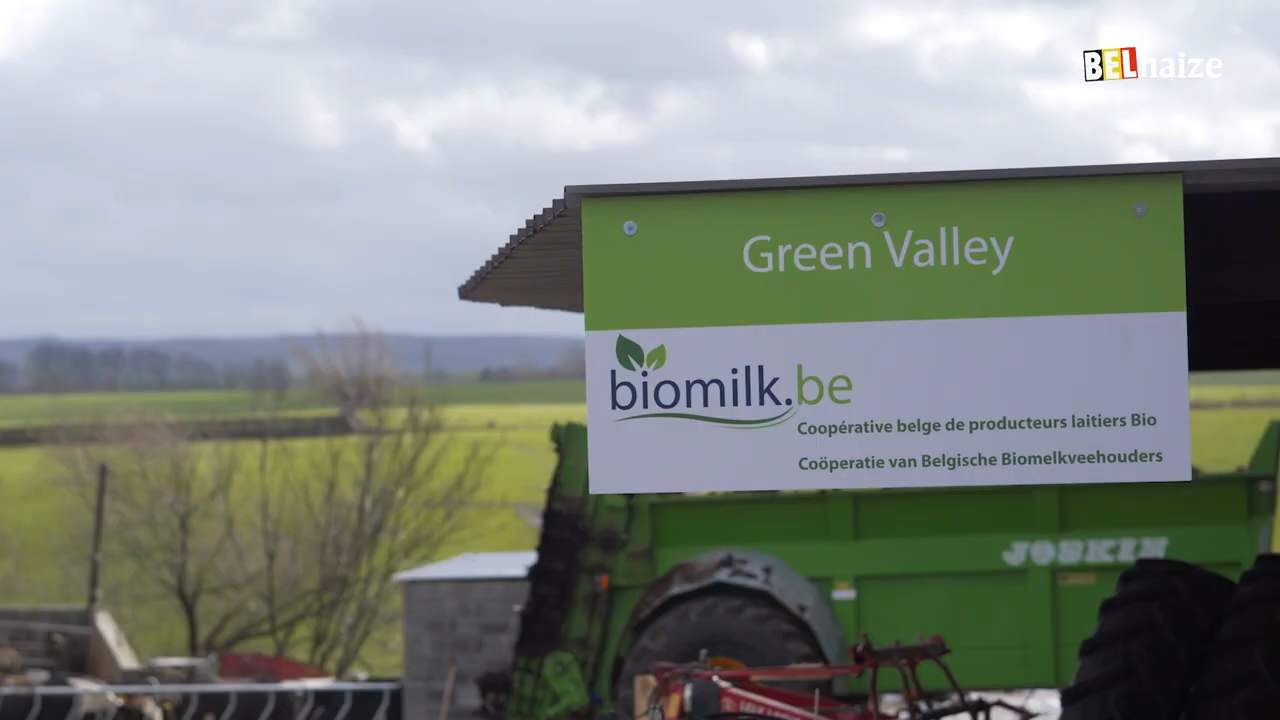 BELhaize
Green Valley
biomilk.be
Coopérative belge de producteurs laitiers Bio
Coöperatie van Belgische Biomelkveehouders
JOSKIN